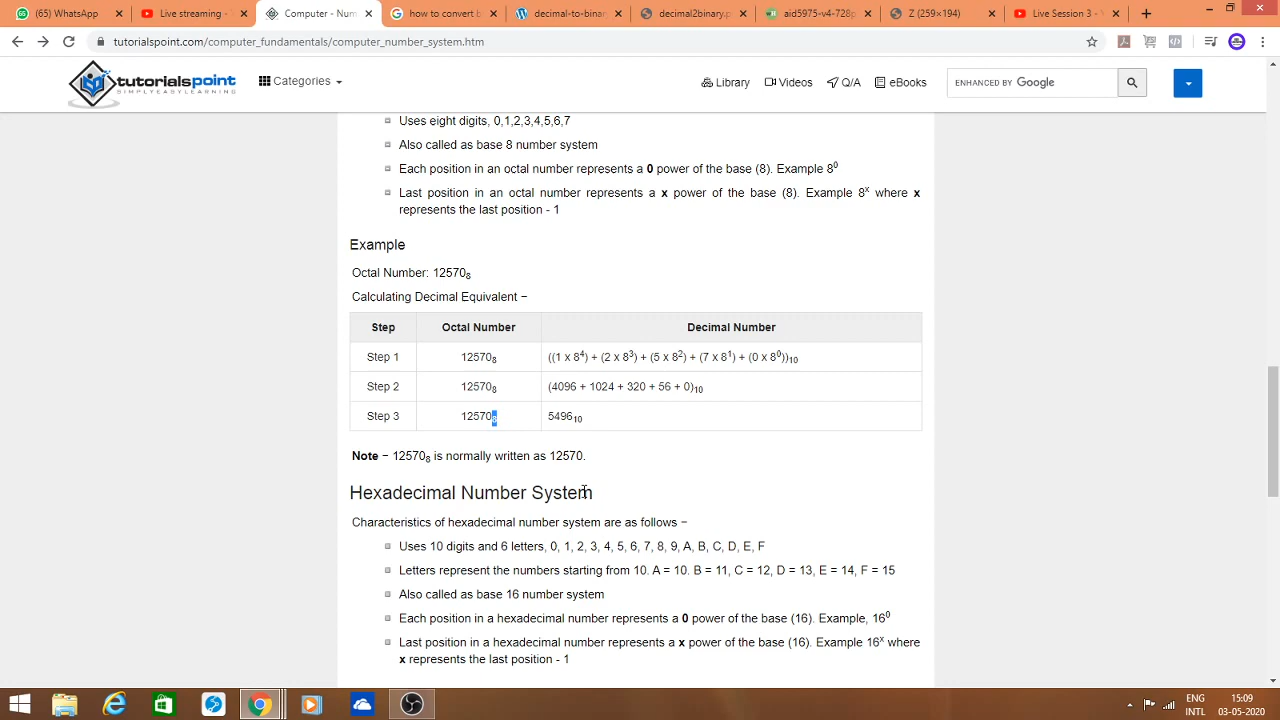 (66) WhatsApp
Live streaming -
Computer - Num
how to convert b
decimal-to-binar
decimal2binary.p
aid5975-v4-728p
Z (259×194)
Live Session 3 -
tutorialspoint.com/computer_fundamentals/computer_number_system.htm
tutorialspoint
SIMPLYEASYLEARNING
Categories
Library
Videos
Q/A
eBooks
ENHANCED BY Google
Uses eight digits, 0,1,2,3,4,5,6,7
Also called as base 8 number system
Each position in an octal number represents a 0 power of the base (8). Example 8⁰
Last position in an octal number represents a x power of the base (8). Example 8ˣ where x
represents the last position - 1
Example
Octal Number: 12570₈
Calculating Decimal Equivalent −
Step Octal Number Decimal Number
Step 1 12570₈ ((1 x 8⁴) + (2 x 8³) + (5 x 8²) + (7 x 8¹) + (0 x 8⁰))₁₀
Step 2 12570₈ (4096 + 1024 + 320 + 56 + 0)₁₀
Step 3 12570₈ 5496₁₀
Note − 12570₈ is normally written as 12570.
Hexadecimal Number System
Characteristics of hexadecimal number system are as follows −
Uses 10 digits and 6 letters, 0, 1, 2, 3, 4, 5, 6, 7, 8, 9, A, B, C, D, E, F
Letters represent the numbers starting from 10. A = 10. B = 11, C = 12, D = 13, E = 14, F = 15
Also called as base 16 number system
Each position in a hexadecimal number represents a 0 power of the base (16). Example, 16⁰
Last position in a hexadecimal number represents a x power of the base (16). Example 16ˣ where
x represents the last position - 1
ENG 15:09
INTL 03-05-2020